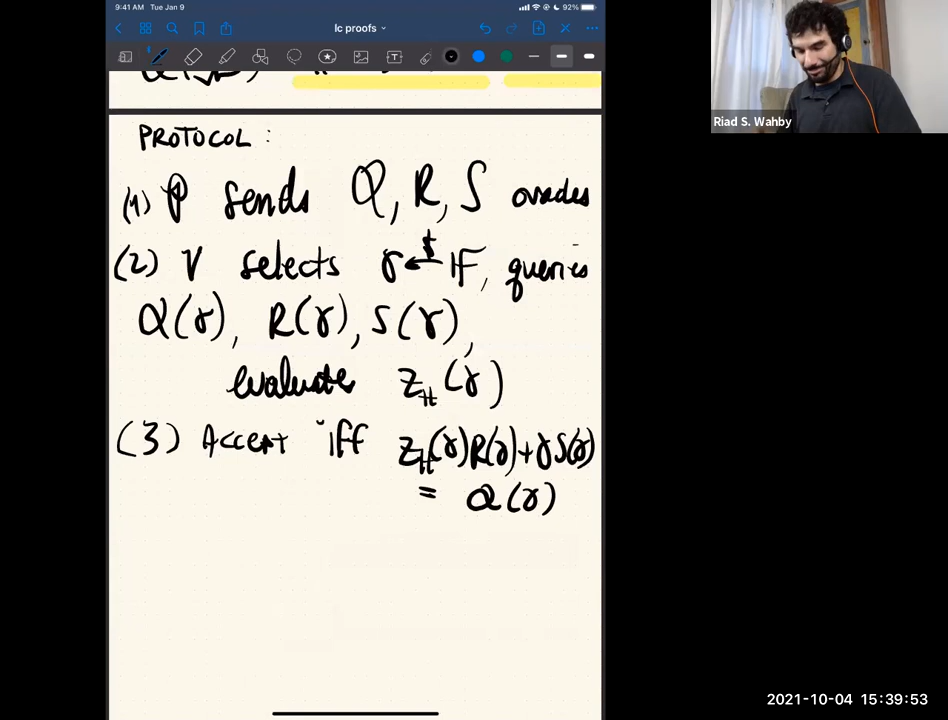 9:41 AM Tue Jan 9
92%
lc proofs
PROTOCOL:
(1) P sends Q, R, S oracles
(2) V selects γ ←$ F, queries
Q(γ), R(γ), S(γ),
evaluate Z_H(γ)
(3) Accept iff Z_H(γ)R(γ)+γS(γ)
= Q(γ)
Riad S. Wahby
2021-10-04 15:39:53